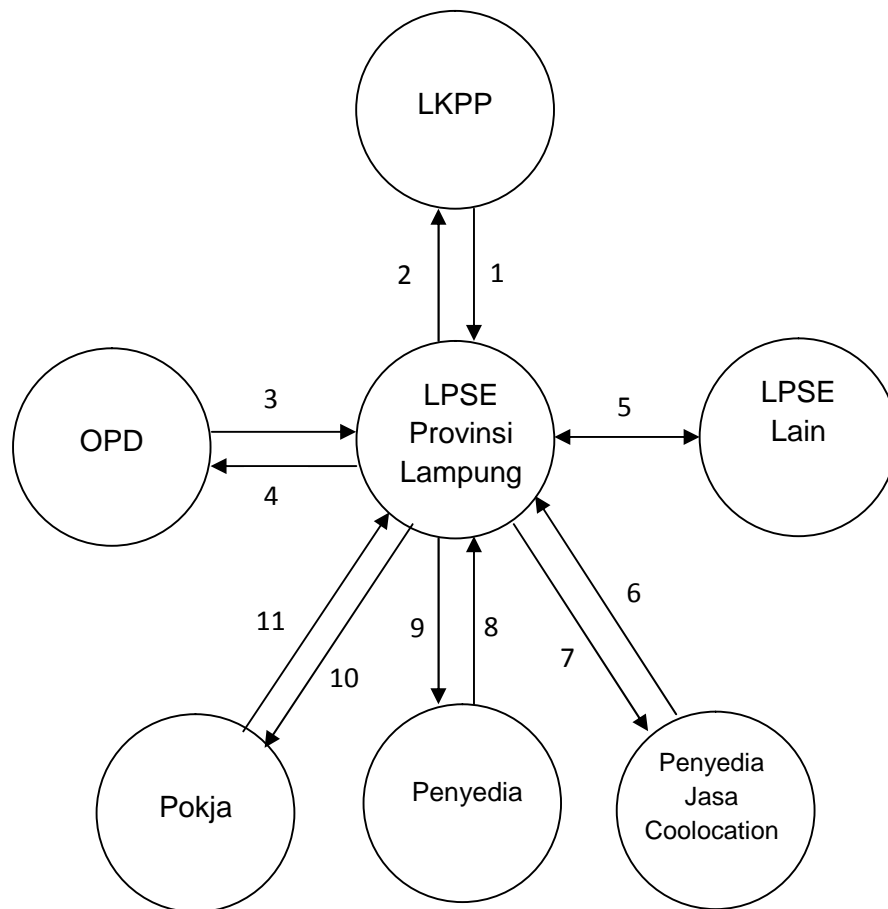 LKPP
2
1
LPSE
Provinsi
Lampung
3
OPD
4
5
LPSE
Lain
11
10
9
8
7
6
Pokja
Penyedia
Penyedia
Jasa
Coolocation